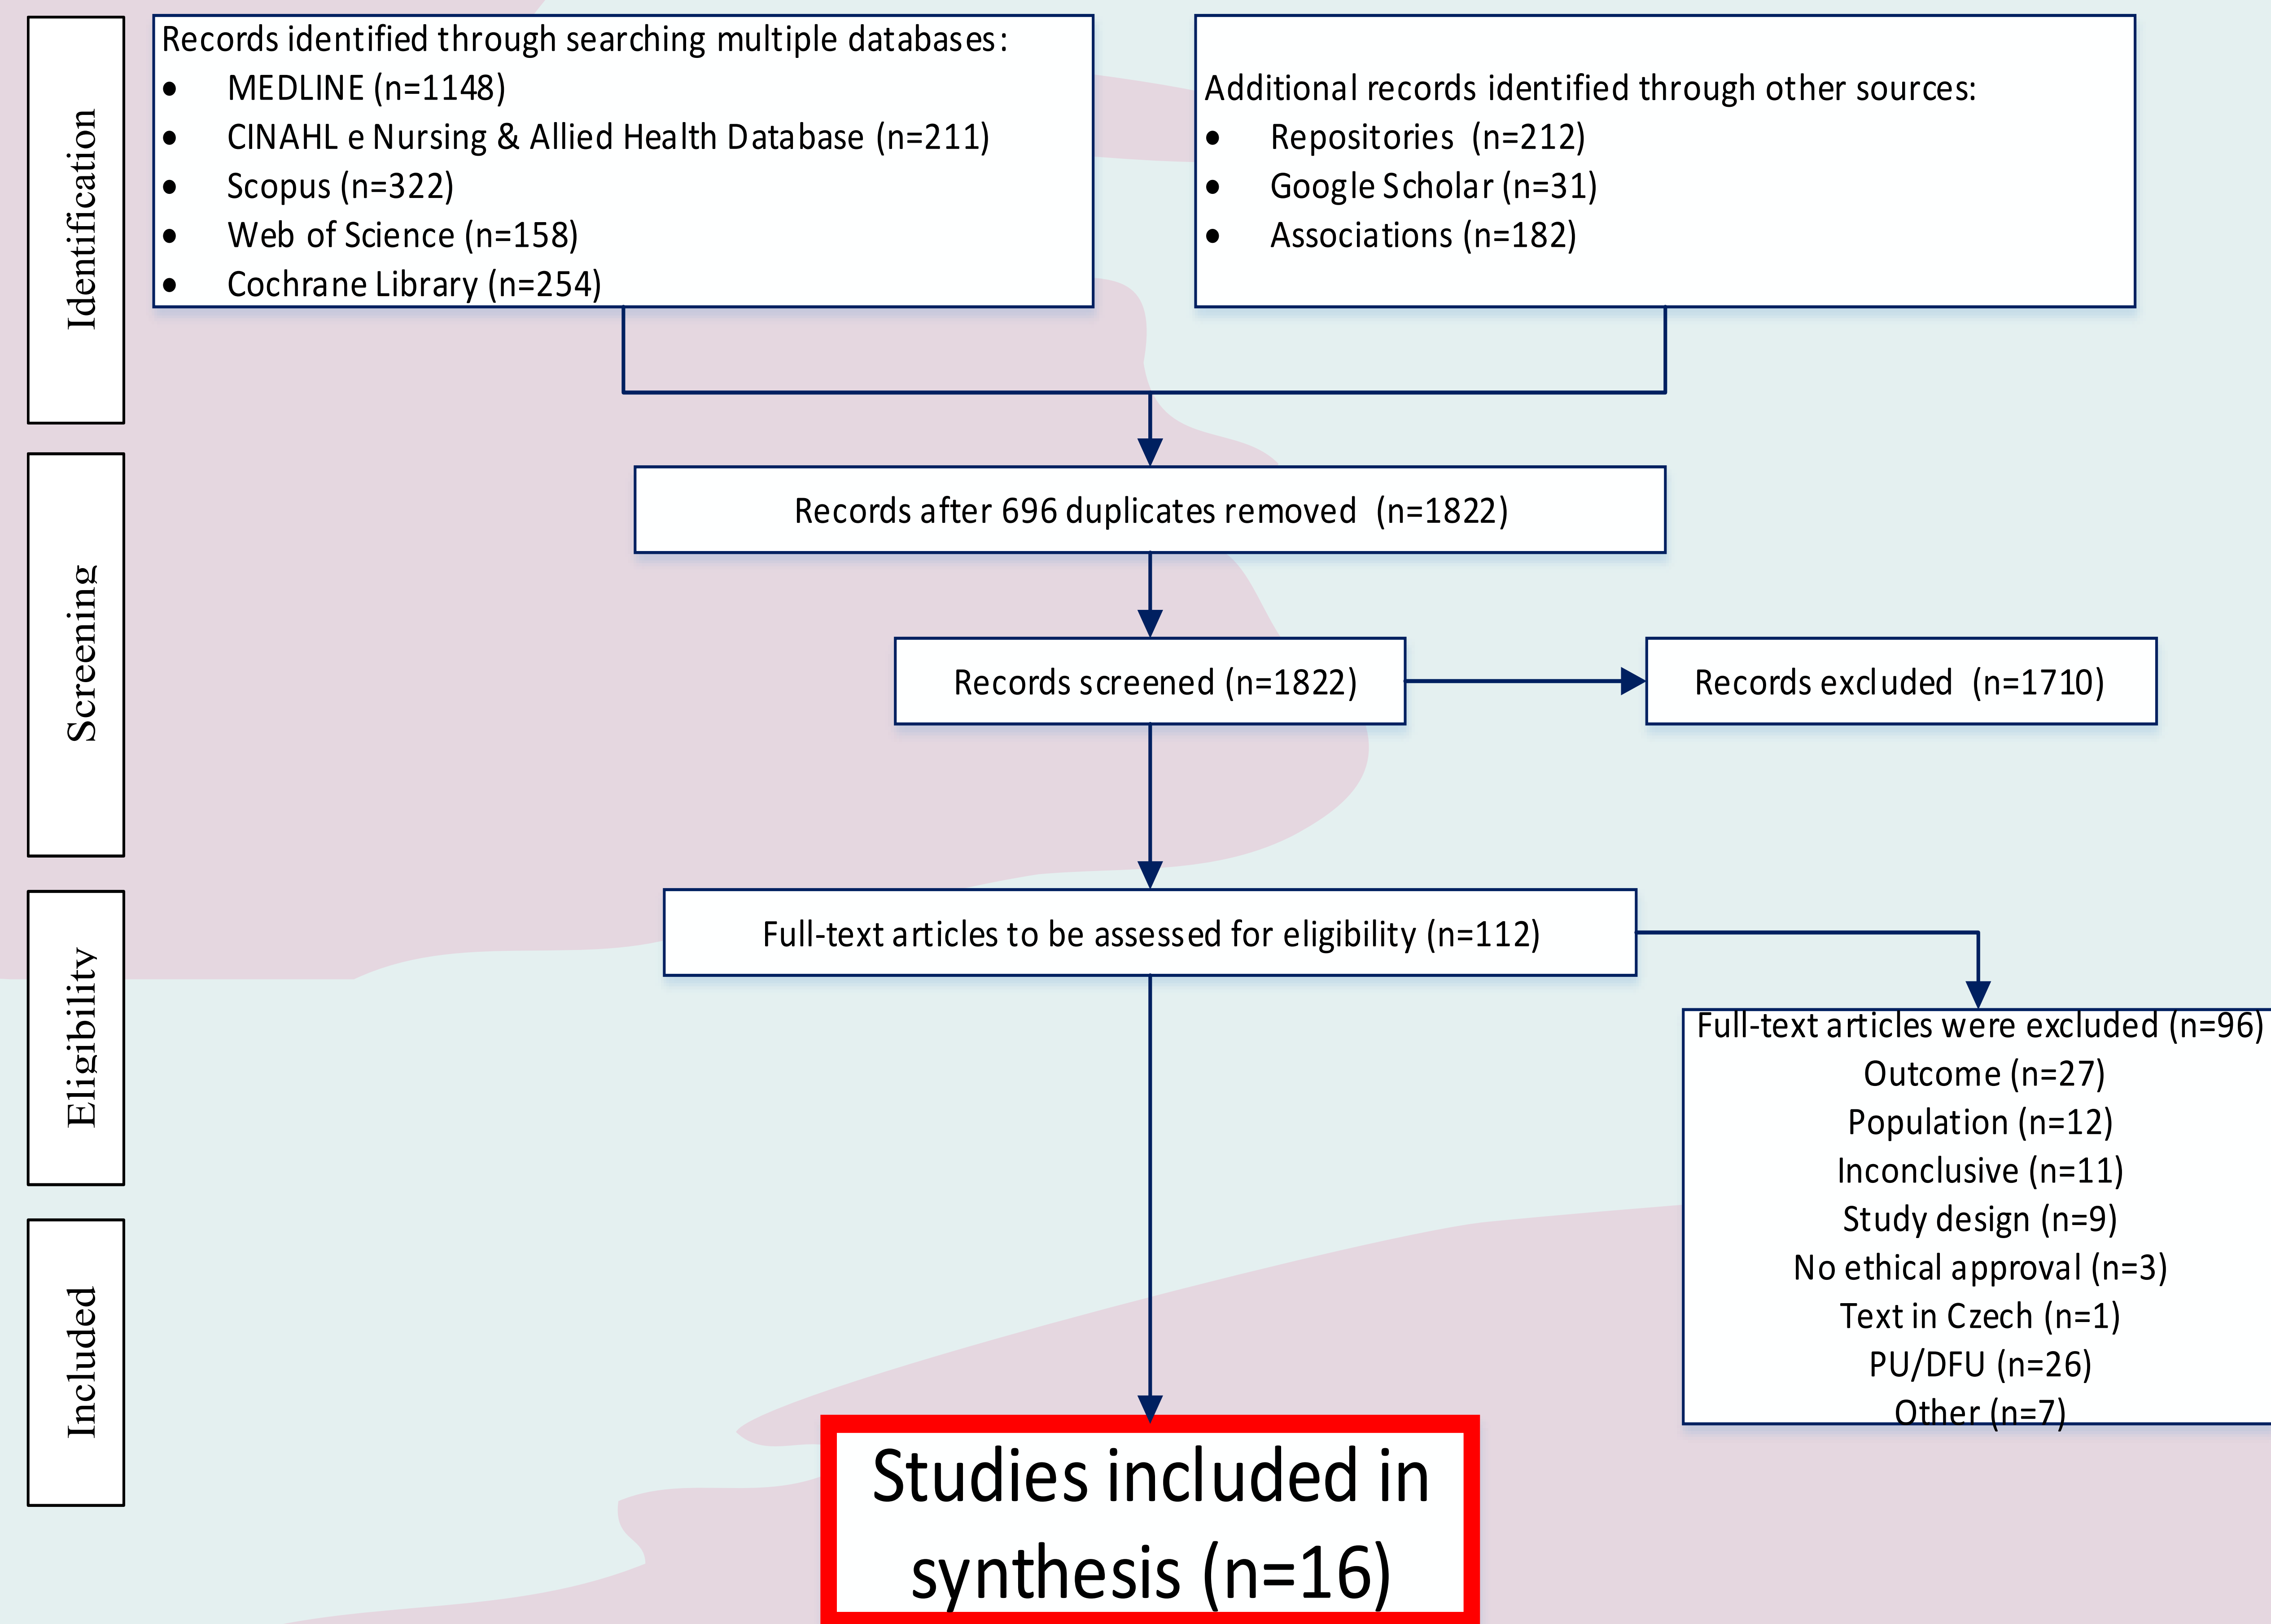 Identification
Records identified through searching multiple databases:
• MEDLINE (n=1148)
• CINAHL e Nursing & Allied Health Database (n=211)
• Scopus (n=322)
• Web of Science (n=158)
• Cochrane Library (n=254)
Additional records identified through other sources:
• Repositories (n=212)
• Google Scholar (n=31)
• Associations (n=182)
Screening
Records after 696 duplicates removed (n=1822)
Records screened (n=1822)
Records excluded (n=1710)
Eligibility
Full-text articles to be assessed for eligibility (n=112)
Full-text articles were excluded (n=96)
Outcome (n=27)
Population (n=12)
Inconclusive (n=11)
Study design (n=9)
No ethical approval (n=3)
Text in Czech (n=1)
PU/DFU (n=26)
Other (n=7)
Included
Studies included in
synthesis (n=16)